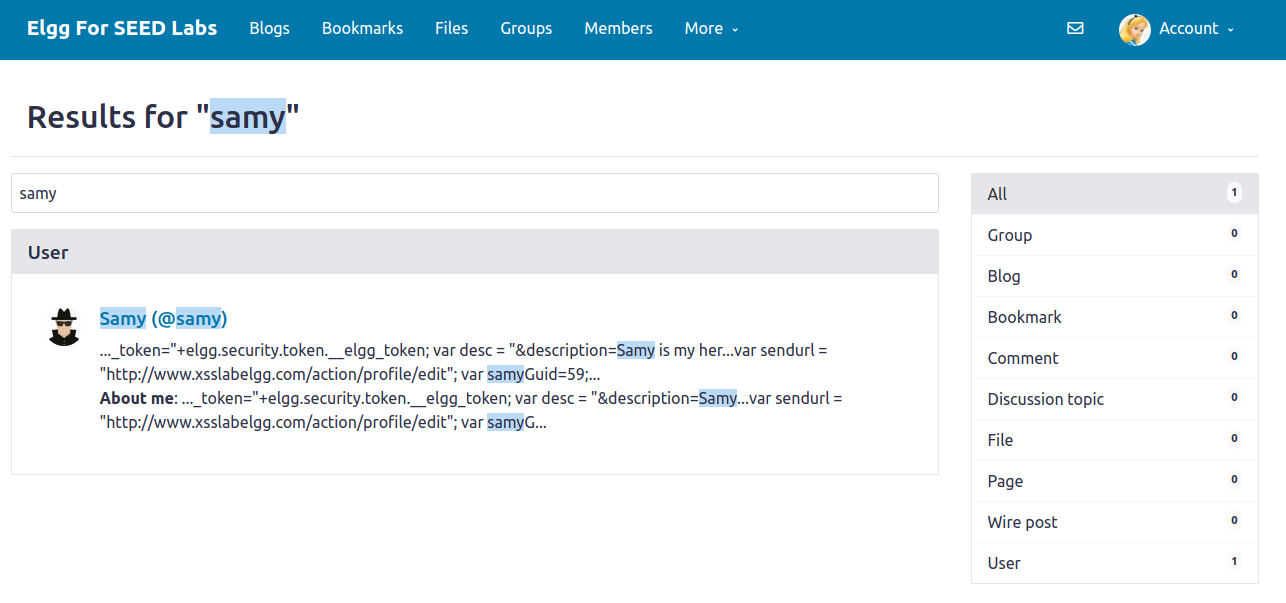 Elgg For SEED Labs Blogs Bookmarks Files Groups Members More Account
Results for "samy"
samy
User
Samy (@samy)
..._token="+elgg.security.token.__elgg_token; var desc = "&description=Samy is my her...var sendurl =
"http://www.xsslabelgg.com/action/profile/edit"; var samyGuid=59;...
About me: ..._token="+elgg.security.token.__elgg_token; var desc = "&description=Samy...var sendurl =
"http://www.xsslabelgg.com/action/profile/edit"; var samyG...
All 1
Group 0
Blog 0
Bookmark 0
Comment 0
Discussion topic 0
File 0
Page 0
Wire post 0
User 1